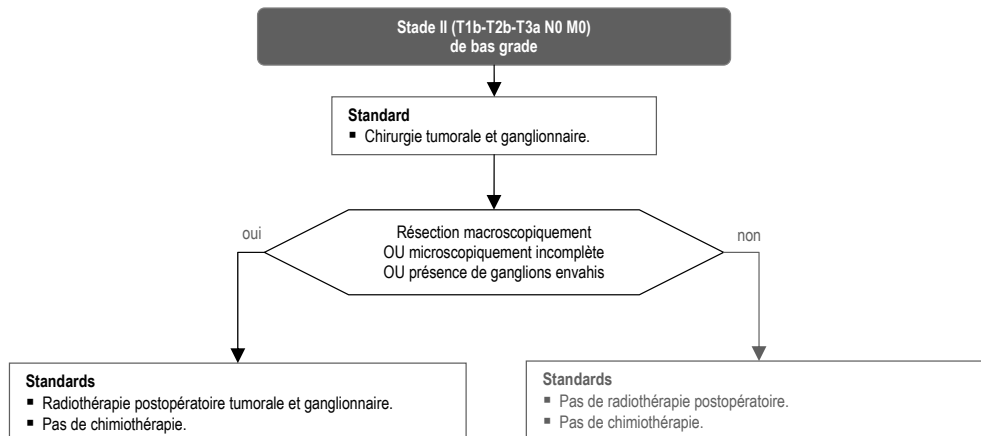 Stade II (T1b-T2b-T3a N0 M0)
de bas grade
Standard
▪ Chirurgie tumorale et ganglionnaire.
oui
Résection macroscopiquement
OU microscopiquement incomplète
OU présence de ganglions envahis
non
Standards
▪ Radiothérapie postopératoire tumorale et ganglionnaire.
▪ Pas de chimiothérapie.
Standards
▪ Pas de radiothérapie postopératoire.
▪ Pas de chimiothérapie.